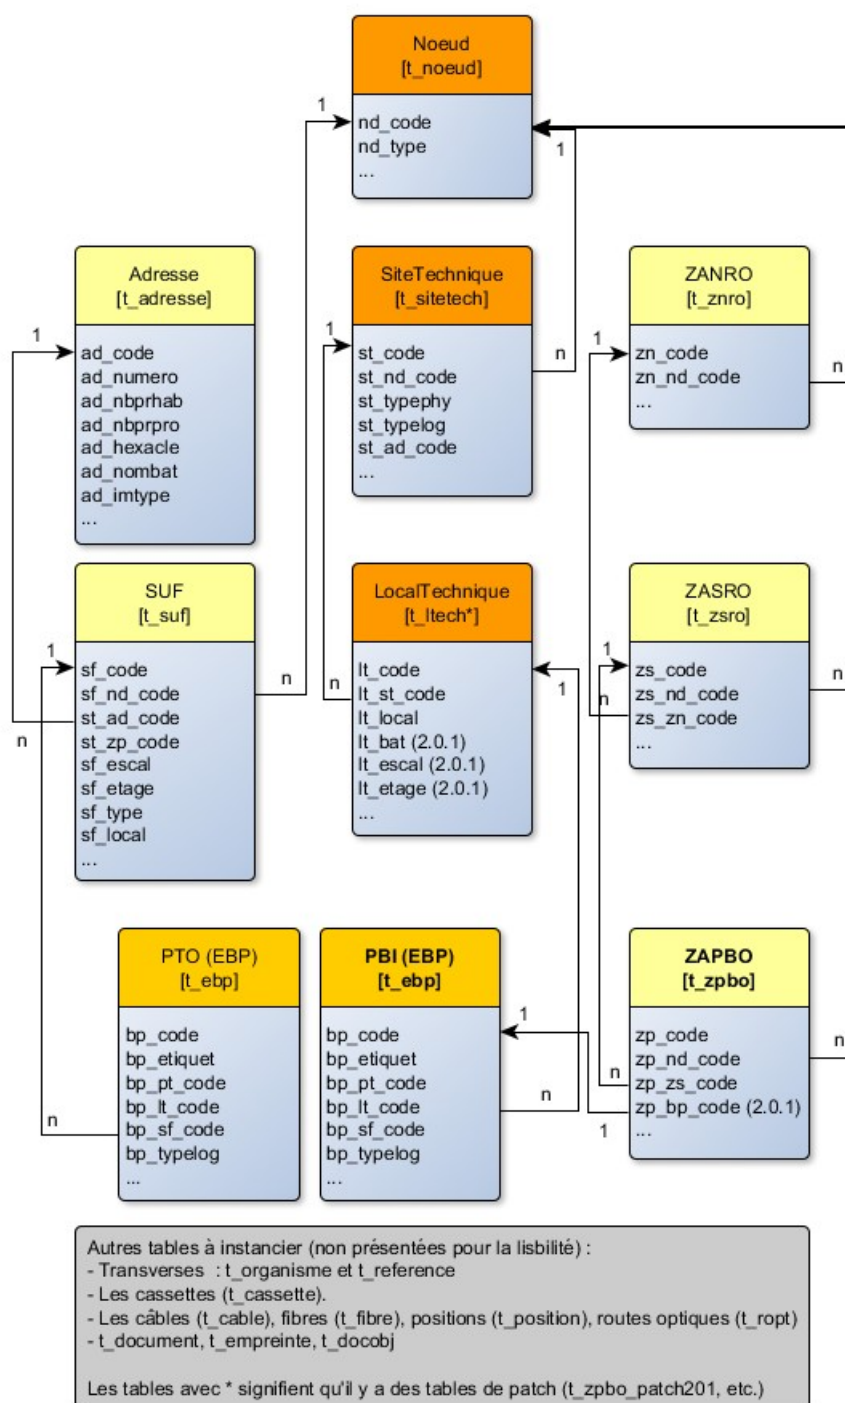 Noeud
[t_noeud]
nd_code
nd_type
...
1
1
Adresse
[t_adresse]
ad_code
ad_numero
ad_nbprhab
ad_nbprpro
ad_hexacle
ad_nombat
ad_imtype
...
1
SiteTechnique
[t_sitetech]
st_code
st_nd_code
st_typephy
st_typelog
st_ad_code
...
1
n
ZANRO
[t_znro]
zn_code
zn_nd_code
...
1
n
SUF
[t_suf]
sf_code
sf_nd_code
st_ad_code
st_zp_code
sf_escal
sf_etage
sf_type
sf_local
...
1
n
n
LocalTechnique
[t_ltech*]
lt_code
lt_st_code
lt_local
lt_bat (2.0.1)
lt_escal (2.0.1)
lt_etage (2.0.1)
...
n
1
ZASRO
[t_zsro]
zs_code
zs_nd_code
zs_zn_code
...
1
n
n
PTO (EBP)
[t_ebp]
bp_code
bp_etiquet
bp_pt_code
bp_lt_code
bp_sf_code
bp_typelog
...
n
PBI (EBP)
[t_ebp]
bp_code
bp_etiquet
bp_pt_code
bp_lt_code
bp_sf_code
bp_typelog
...
1
n
ZAPBO
[t_zpbo]
zp_code
zp_nd_code
zp_zs_code
zp_bp_code (2.0.1)
...
n
n
1
Autres tables à instancier (non présentées pour la lisbilité) :
- Transverses : t_organisme et t_reference
- Les cassettes (t_cassette).
- Les câbles (t_cable), fibres (t_fibre), positions (t_position), routes optiques (t_ropt)
- t_document, t_empreinte, t_docobj
Les tables avec * signifient qu'il y a des tables de patch (t_zpbo_patch201, etc.)